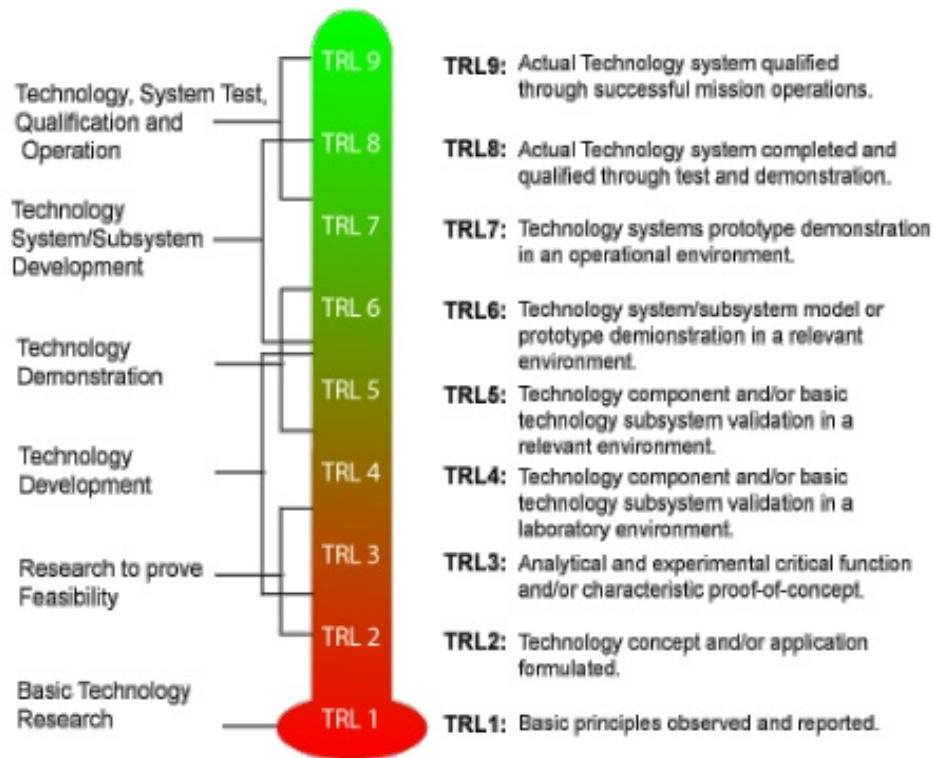 Technology, System Test,
Qualification and
Operation
Technology
System/Subsystem
Development
Technology
Demonstration
Technology
Development
Research to prove
Feasibility
Basic Technology
Research
TRL 9
TRL 8
TRL 7
TRL 6
TRL 5
TRL 4
TRL 3
TRL 2
TRL 1
TRL9: Actual Technology system qualified
through successful mission operations.
TRL8: Actual Technology system completed and
qualified through test and demonstration.
TRL7: Technology systems prototype demonstration
in an operational environment.
TRL6: Technology system/subsystem model or
prototype demionstration in a relevant
environment.
TRL5: Technology component and/or basic
technology subsystem validation in a
relevant environment.
TRL4: Technology component and/or basic
technology subsystem validation in a
laboratory environment.
TRL3: Analytical and experimental critical function
and/or characteristic proof-of-concept.
TRL2: Technology concept and/or application
formulated.
TRL1: Basic principles observed and reported.